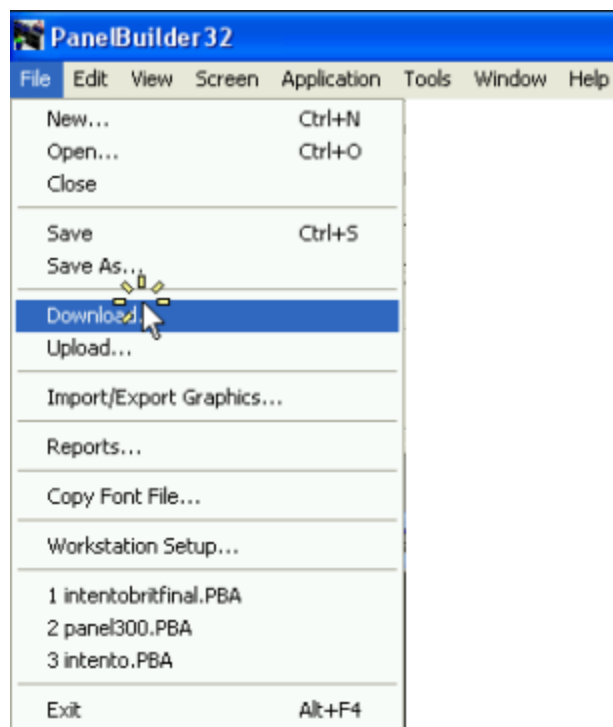 PanelBuilder32
File Edit View Screen Application Tools Window Help
New... Ctrl+N
Open... Ctrl+O
Close
Save Ctrl+S
Save As...
Download...
Upload...
Import/Export Graphics...
Reports...
Copy Font File...
Workstation Setup...
1 intentobritfinal.PBA
2 panel300.PBA
3 intento.PBA
Exit Alt+F4